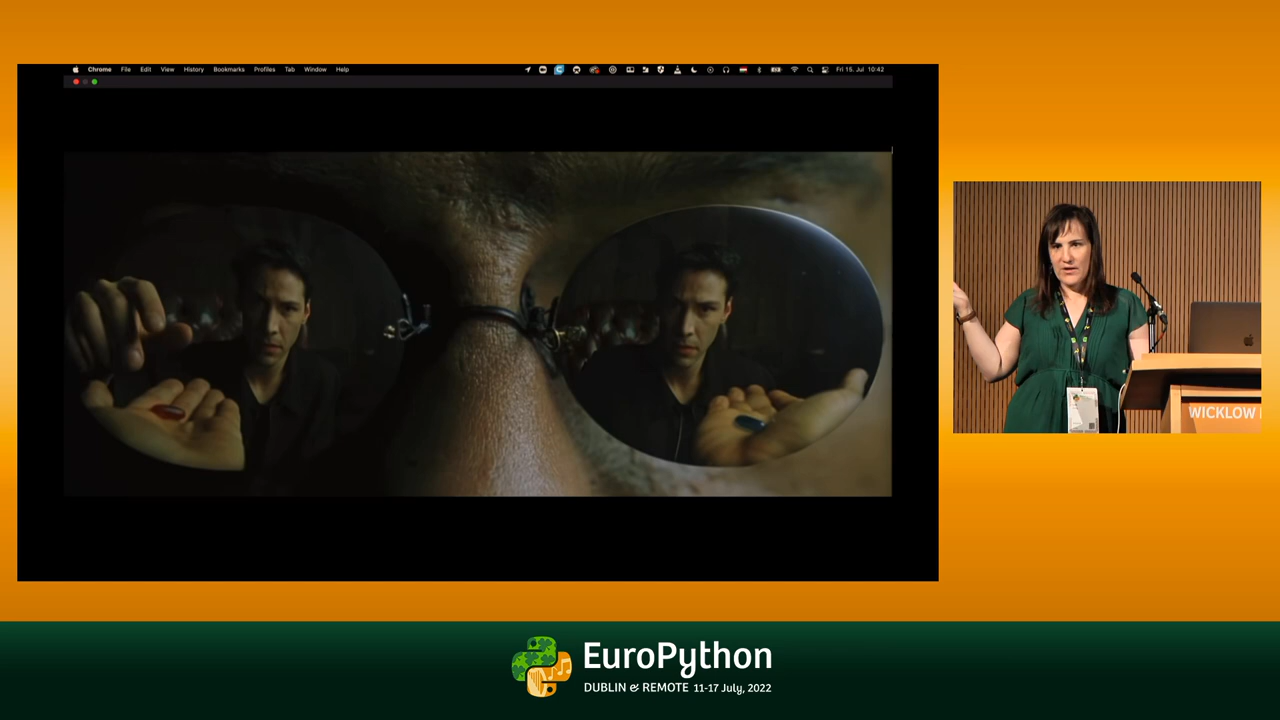 Chrome File Edit View History Bookmarks Profiles Tab Window Help Fri 15. Jul 10:42
WICKLOW
EuroPython
DUBLIN & REMOTE 11-17 July, 2022